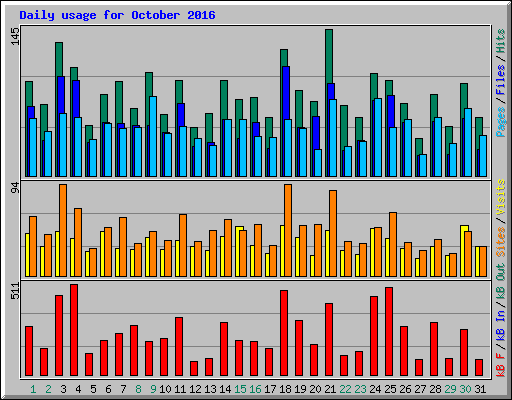 Daily usage for October 2016
145
Pages / Files / Hits
94
Sites / Visits
511
kB F / kB In / kB Out
1 2 3 4 5 6 7 8 9 10 11 12 13 14 15 16 17 18 19 20 21 22 23 24 25 26 27 28 29 30 31